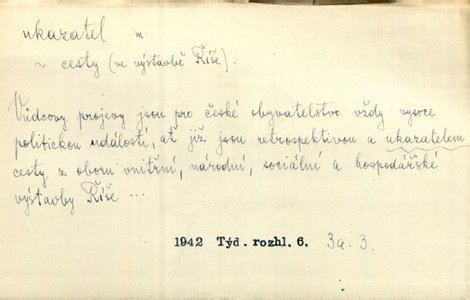 ukazatel m.
~ cesty (ve výstavbě Říše).
Vůdcovy projevy jsou pro české obyvatelstvo vždy vysoce
politickou událostí, ať již jsou retrospektivou a ukazatelem
cesty z oboru vnitřní, národní, sociální a hospodářské
výstavby Říše ...
1942 Týd. rozhl. 6. 3a. 3.